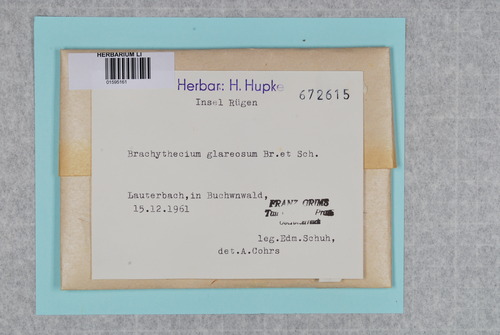 HERBARIUM LI
01595161
Herbar: H. Hupke
Insel Rügen
672615
Brachythecium glareosum Br.et Sch.
Lauterbach,in Buchwnwald,
15.12.1961
FRANZ GRIMS
leg.Edm.Schuh,
det.A.Cohrs